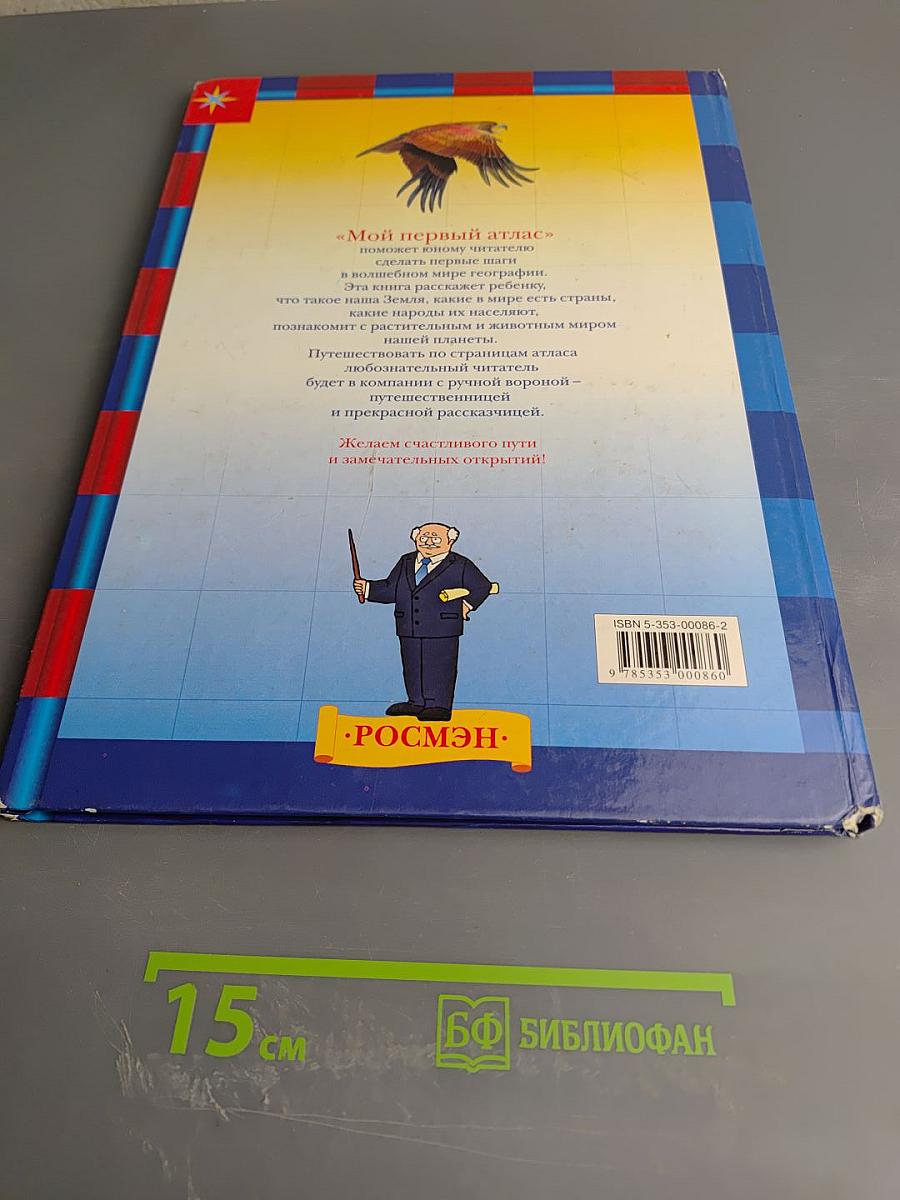 «Мой первый атлас»
поможет юному читателю
сделать первые шаги
в волшебном мире географии.
Эта книга расскажет ребенку,
что такое наша Земля, какие в мире есть страны,
какие народы их населяют,
познакомит с растительным и животным миром
нашей планеты.
Путешествовать по страницам атласа
любознательный читатель
будет в компании с ручной вороной –
путешественницей
и прекрасной рассказчицей.
Желаем счастливого пути
и замечательных открытий!
ISBN 5-353-00086-2
9 785353 000860
·РОСМЭН·
15 см
БФ БИБЛИОФАН